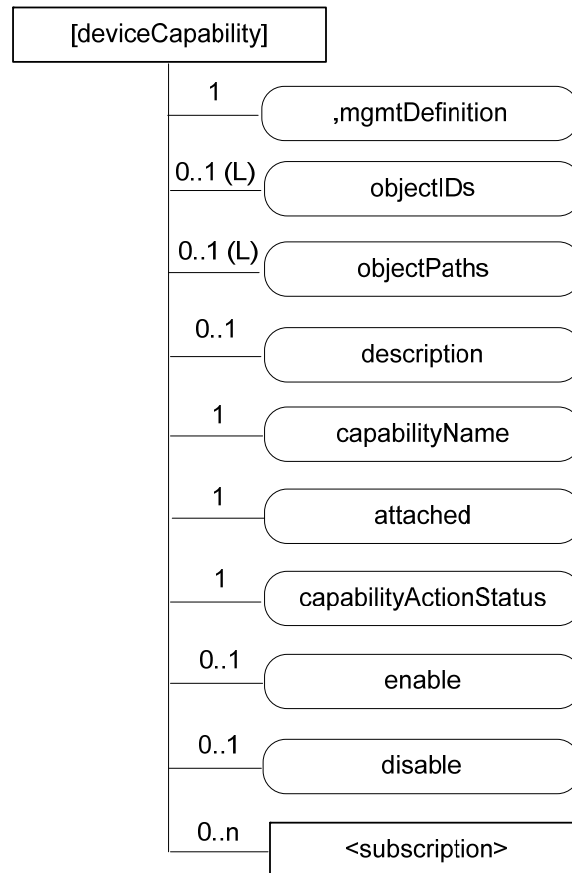 [deviceCapability]
1
,mgmtDefinition
0..1 (L)
objectIDs
0..1 (L)
objectPaths
0..1
description
1
capabilityName
1
attached
1
capabilityActionStatus
0..1
enable
0..1
disable
0..n
<subscription>